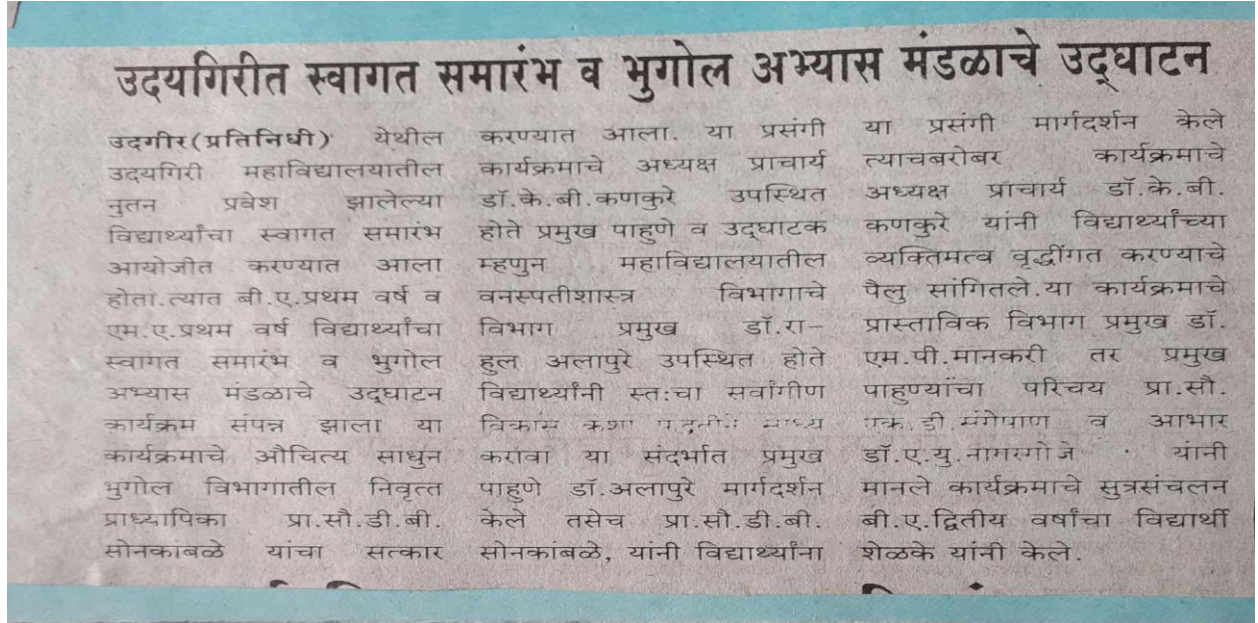 उदयगिरीत स्वागत समारंभ व भुगोल अभ्यास मंडळाचे उद्‌घाटन
उदगीर(प्रतिनिधी) येथील
उदयगिरी महाविद्यालयातील
नुतन प्रवेश झालेल्या
विद्यार्थ्यांचा स्वागत समारंभ
आयोजीत करण्यात आला
होता.त्यात बी.ए.प्रथम वर्ष व
एम.ए.प्रथम वर्ष विद्यार्थ्यांचा
स्वागत समारंभ व भुगोल
अभ्यास मंडळाचे उद्‌घाटन
कार्यक्रम संपन्न झाला या
कार्यक्रमाचे औचित्य साधुन
भुगोल विभागातील निवृत्त
प्राध्यापिका प्रा.सौ.डी.बी.
सोनकांबळे यांचा सत्कार
करण्यात आला. या प्रसंगी
कार्यक्रमाचे अध्यक्ष प्राचार्य
डॉ.के.बी.कणकुरे उपस्थित
होते प्रमुख पाहुणे व उद्‌घाटक
म्हणुन महाविद्यालयातील
वनस्पतीशास्त्र विभागाचे
विभाग प्रमुख डॉ.रा-
हुल अलापुरे उपस्थित होते
विद्यार्थ्यांनी स्त:चा सर्वांगीण
विकास कशा
करावा या संदर्भात प्रमुख
पाहुणे डॉ.अलापुरे मार्गदर्शन
केले तसेच प्रा.सौ.डी.बी.
सोनकांबळे, यांनी विद्यार्थ्यांना
या प्रसंगी मार्गदर्शन केले
त्याचबरोबर कार्यक्रमाचे
अध्यक्ष प्राचार्य डॉ.के.बी.
कणकुरे यांनी विद्यार्थ्यांच्या
व्यक्तिमत्व वृद्धींगत करण्याचे
पैलु सांगितले.या कार्यक्रमाचे
प्रास्ताविक विभाग प्रमुख डॉ.
एम.पी.मानकरी तर प्रमुख
पाहुण्यांचा परिचय प्रा.सौ.
व आभार
डॉ.ए.यु.नागरगोजे यांनी
मानले कार्यक्रमाचे सुत्रसंचलन
बी.ए.द्वितीय वर्षांचा विद्यार्थी
शेळके यांनी केले.